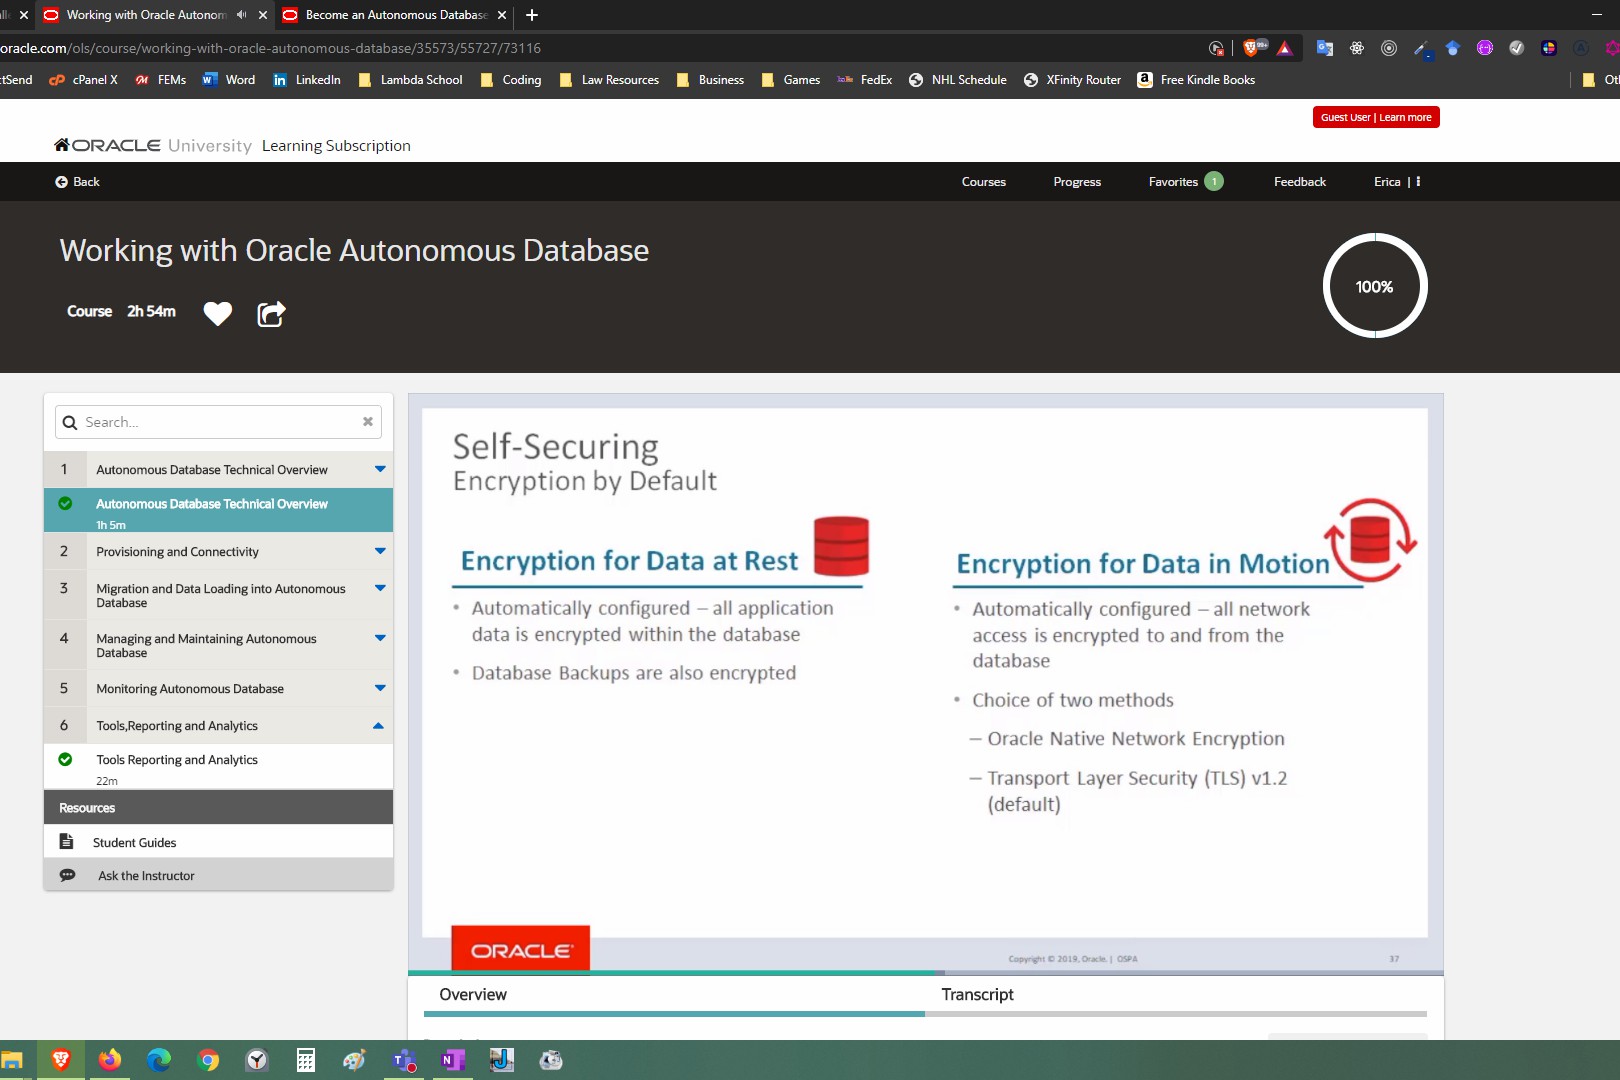 Working with Oracle Autonom
Become an Autonomous Database
oracle.com/ols/course/working-with-oracle-autonomous-database/35573/55727/73116
99+
ctSend
cPanel X
FEMs
Word
LinkedIn
Lambda School
Coding
Law Resources
Business
Games
FedEx
NHL Schedule
XFinity Router
Free Kindle Books
Guest User | Learn more
ORACLE University Learning Subscription
Back
Courses
Progress
Favorites 1
Feedback
Erica
Working with Oracle Autonomous Database
Course 2h 54m
100%
Search...
1 Autonomous Database Technical Overview
Autonomous Database Technical Overview
1h 5m
2 Provisioning and Connectivity
3 Migration and Data Loading into Autonomous
Database
4 Managing and Maintaining Autonomous
Database
5 Monitoring Autonomous Database
6 Tools,Reporting and Analytics
Tools Reporting and Analytics
22m
Resources
Student Guides
Ask the Instructor
Self-Securing
Encryption by Default
Encryption for Data at Rest
• Automatically configured – all application
data is encrypted within the database
• Database Backups are also encrypted
Encryption for Data in Motion
• Automatically configured – all network
access is encrypted to and from the
database
• Choice of two methods
– Oracle Native Network Encryption
– Transport Layer Security (TLS) v1.2
(default)
ORACLE
Copyright © 2019, Oracle. | OSPA
37
Overview
Transcript